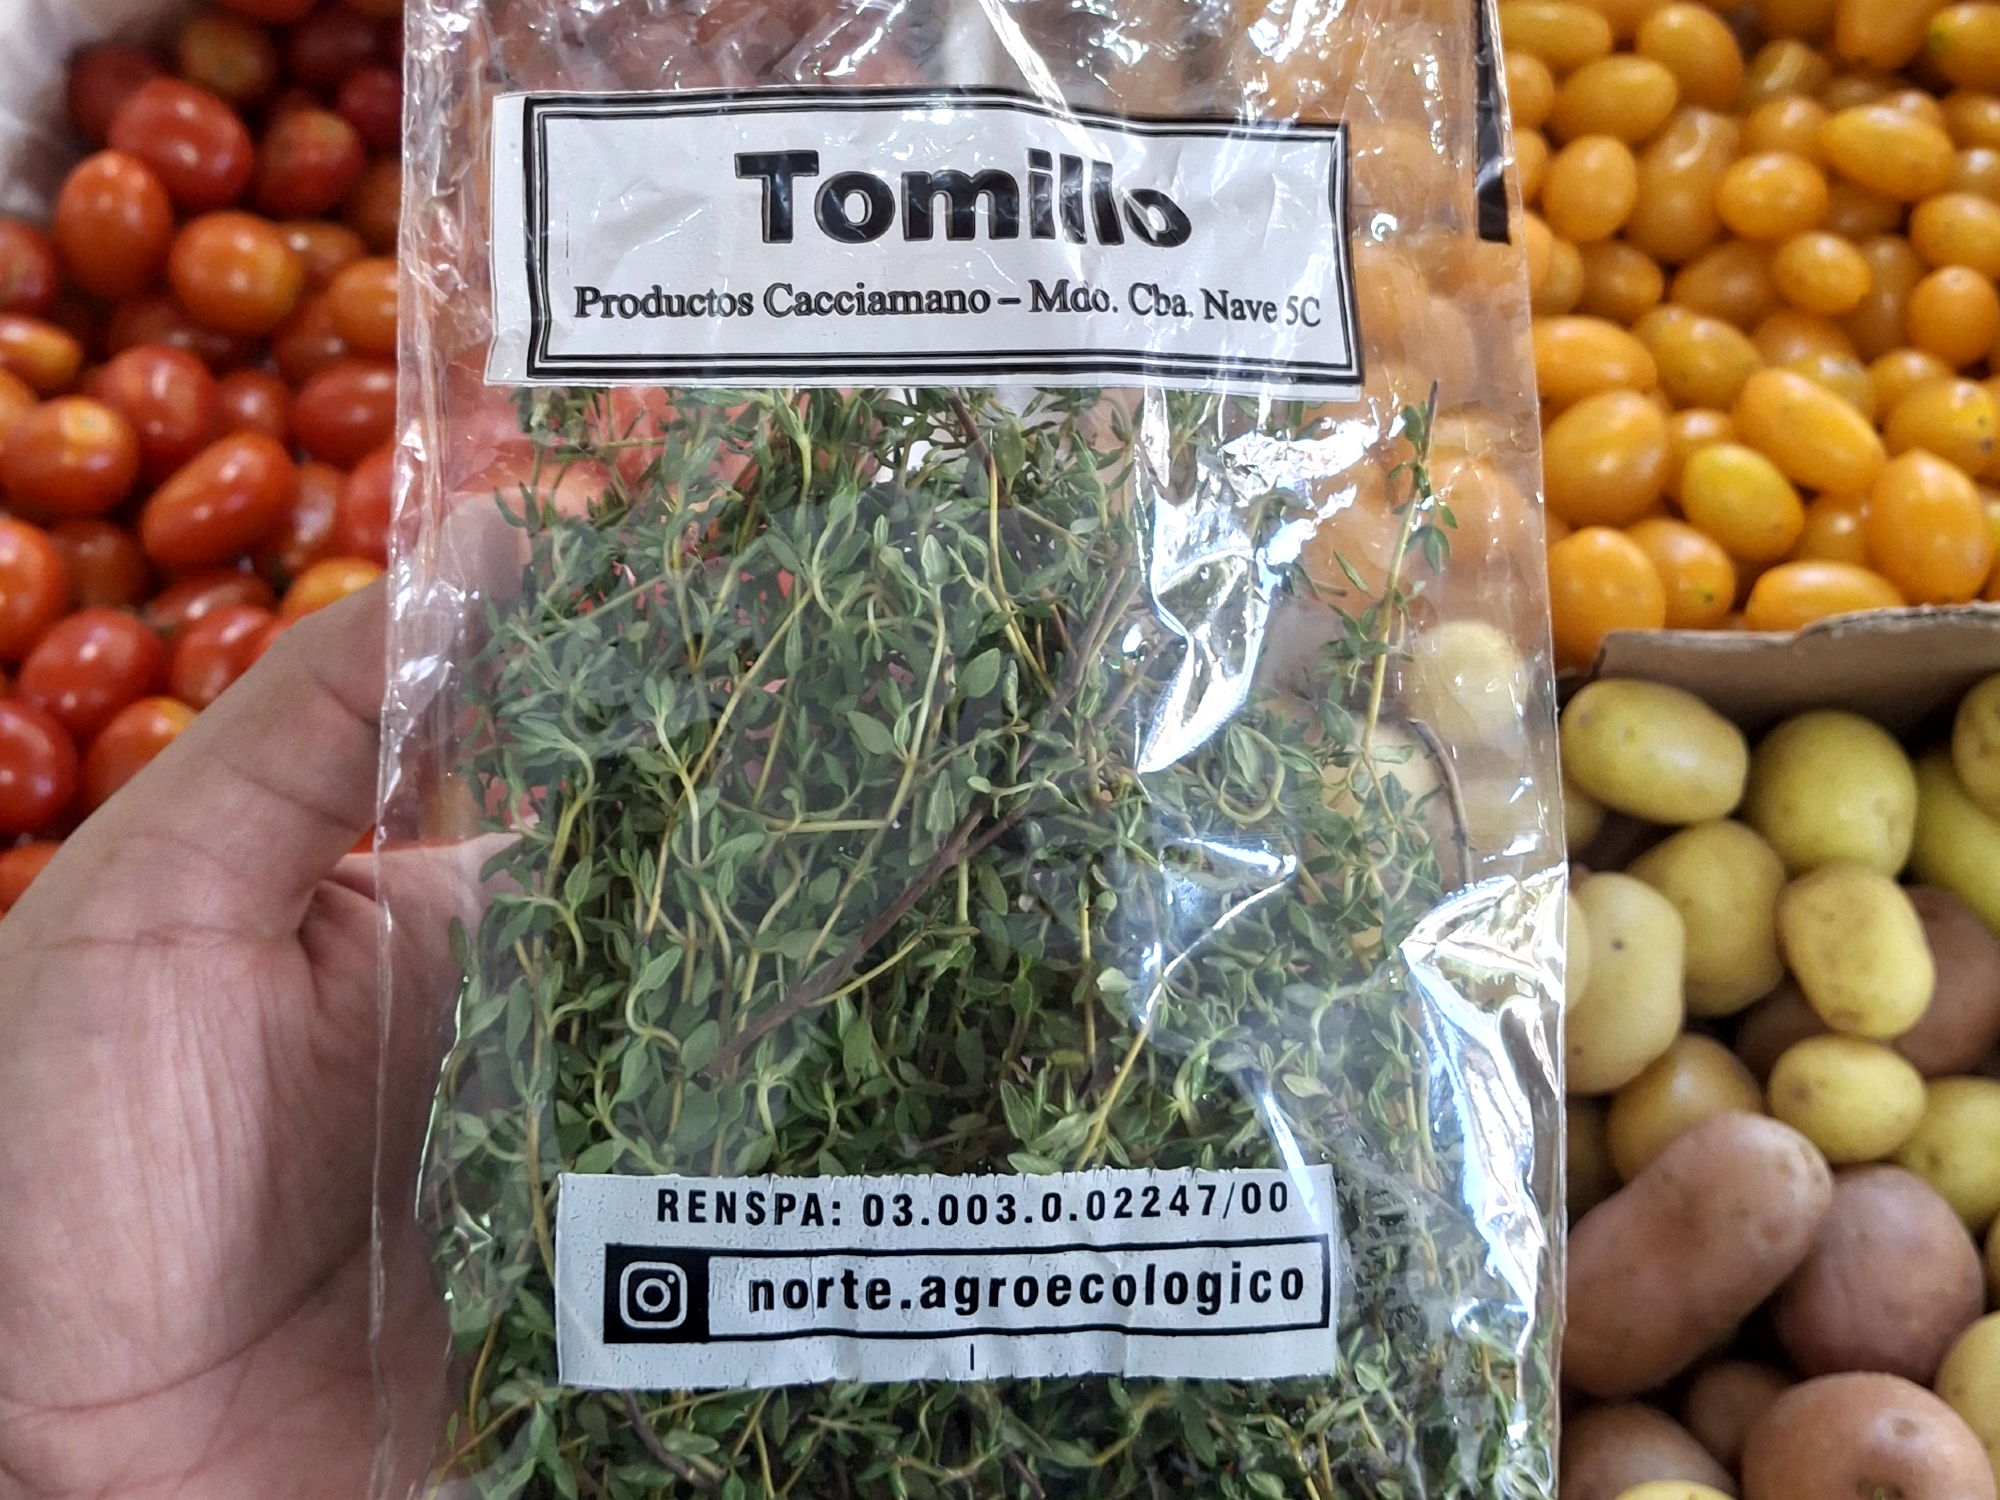 Tomillo
Productos Cacciamano – Mdo. Cba. Nave 5C
RENSPA: 03.003.0.02247/00
norte.agroecologico